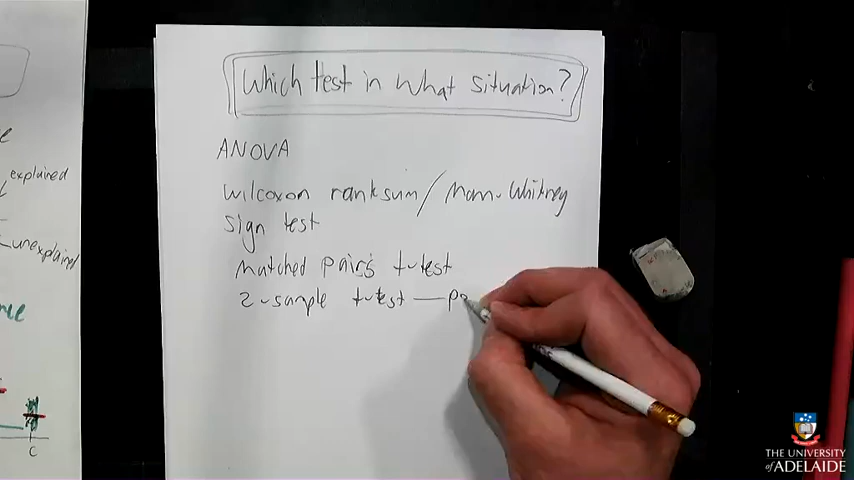 Which test in what situation?
ANOVA
Wilcoxon ranksum/Mann-Whitney
sign test
matched pairs t-test
2-sample t-test — po
explained
unexplained
C
THE UNIVERSITY
of ADELAIDE